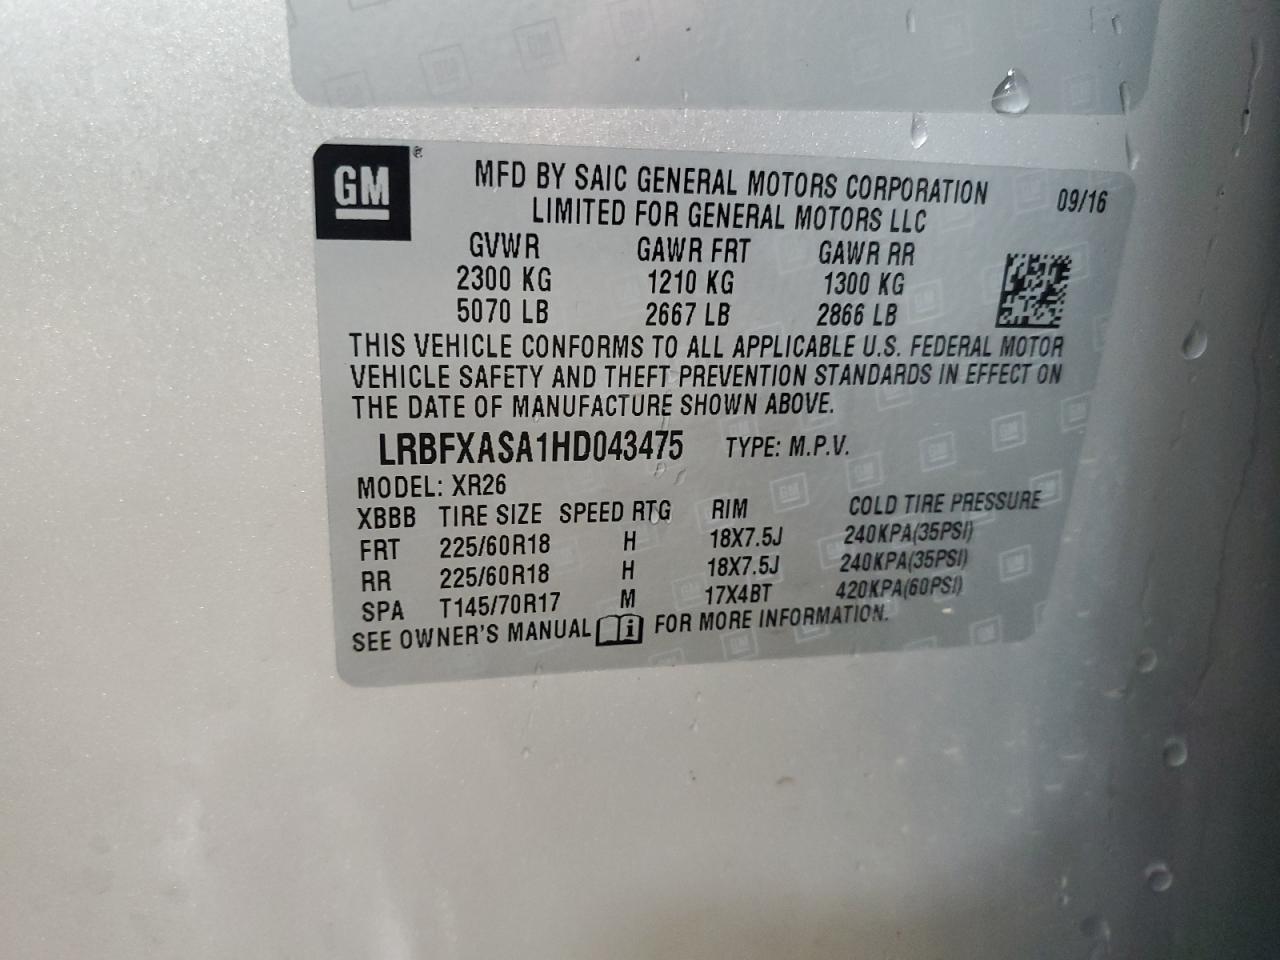 GM®
MFD BY SAIC GENERAL MOTORS CORPORATION 09/16
LIMITED FOR GENERAL MOTORS LLC
GVWR GAWR FRT GAWR RR
2300 KG 1210 KG 1300 KG
5070 LB 2667 LB 2866 LB
THIS VEHICLE CONFORMS TO ALL APPLICABLE U.S. FEDERAL MOTOR
VEHICLE SAFETY AND THEFT PREVENTION STANDARDS IN EFFECT ON
THE DATE OF MANUFACTURE SHOWN ABOVE.
LRBFXASA1HD043475 TYPE: M.P.V.
MODEL: XR26
XBBB TIRE SIZE SPEED RTG RIM COLD TIRE PRESSURE
FRT 225/60R18 H 18X7.5J 240KPA(35PSI)
RR 225/60R18 H 18X7.5J 240KPA(35PSI)
SPA T145/70R17 M 17X4BT 420KPA(60PSI)
SEE OWNER'S MANUAL FOR MORE INFORMATION.